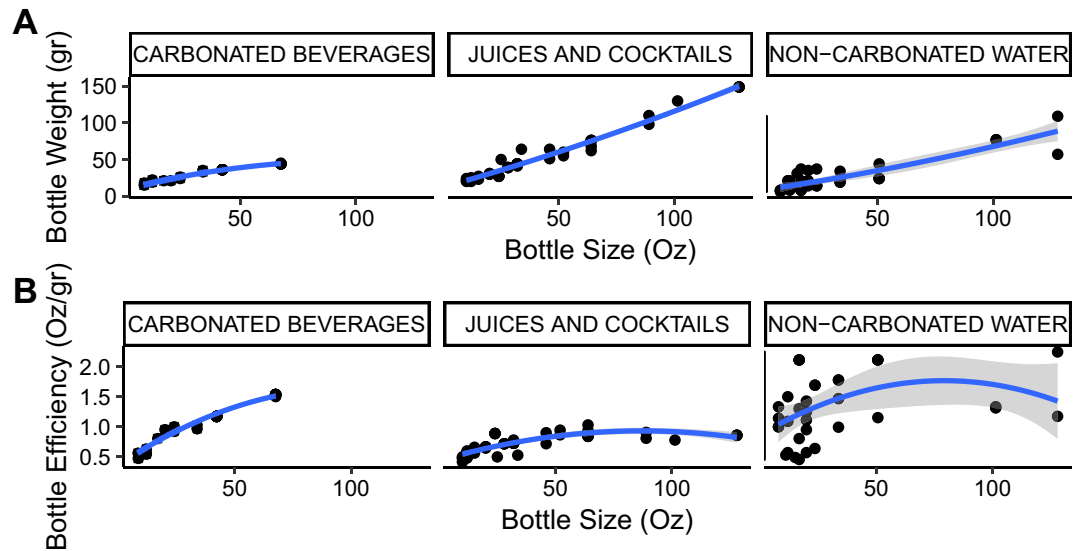 A
Bottle Weight (gr)
CARBONATED BEVERAGES
JUICES AND COCKTAILS
NON−CARBONATED WATER
150
100
50
0
50
100
50
100
50
100
Bottle Size (Oz)
B
Bottle Efficiency (Oz/gr)
CARBONATED BEVERAGES
JUICES AND COCKTAILS
NON−CARBONATED WATER
2.0
1.5
1.0
0.5
50
100
50
100
50
100
Bottle Size (Oz)